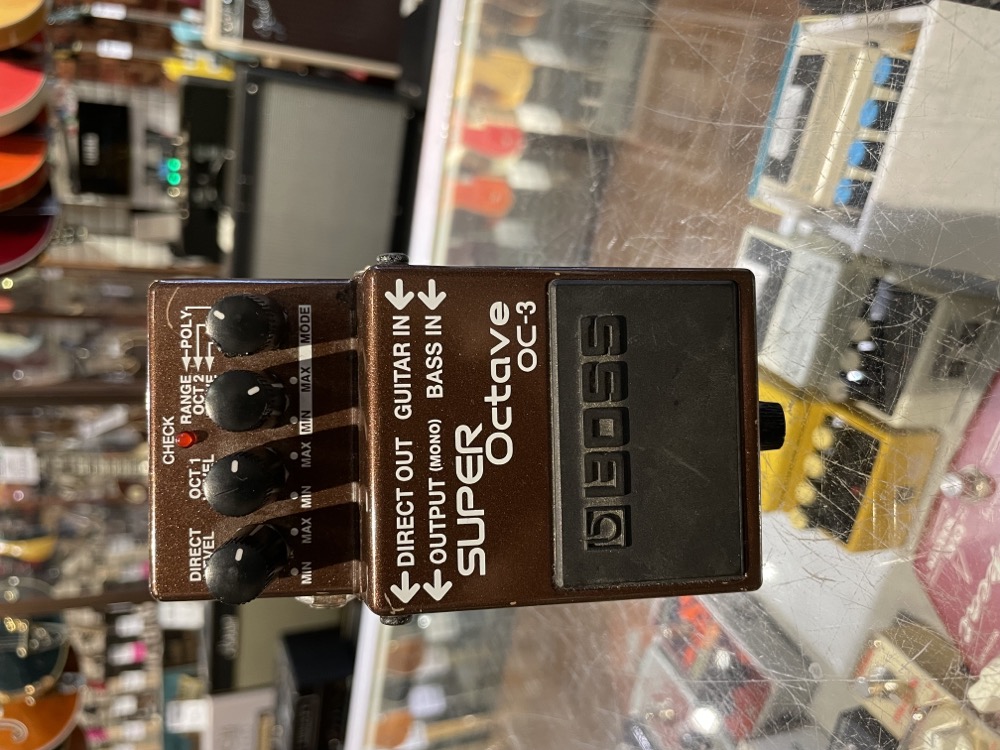 CHECK
DIRECT
LEVEL
OCT 1
OCT 2
RANGE
POLY
MIN
MAX
MIN
MAX
MIN
MAX
MODE
DIRECT OUT
GUITAR IN
OUTPUT (MONO)
BASS IN
SUPER
Octave
OC-3
BOSS